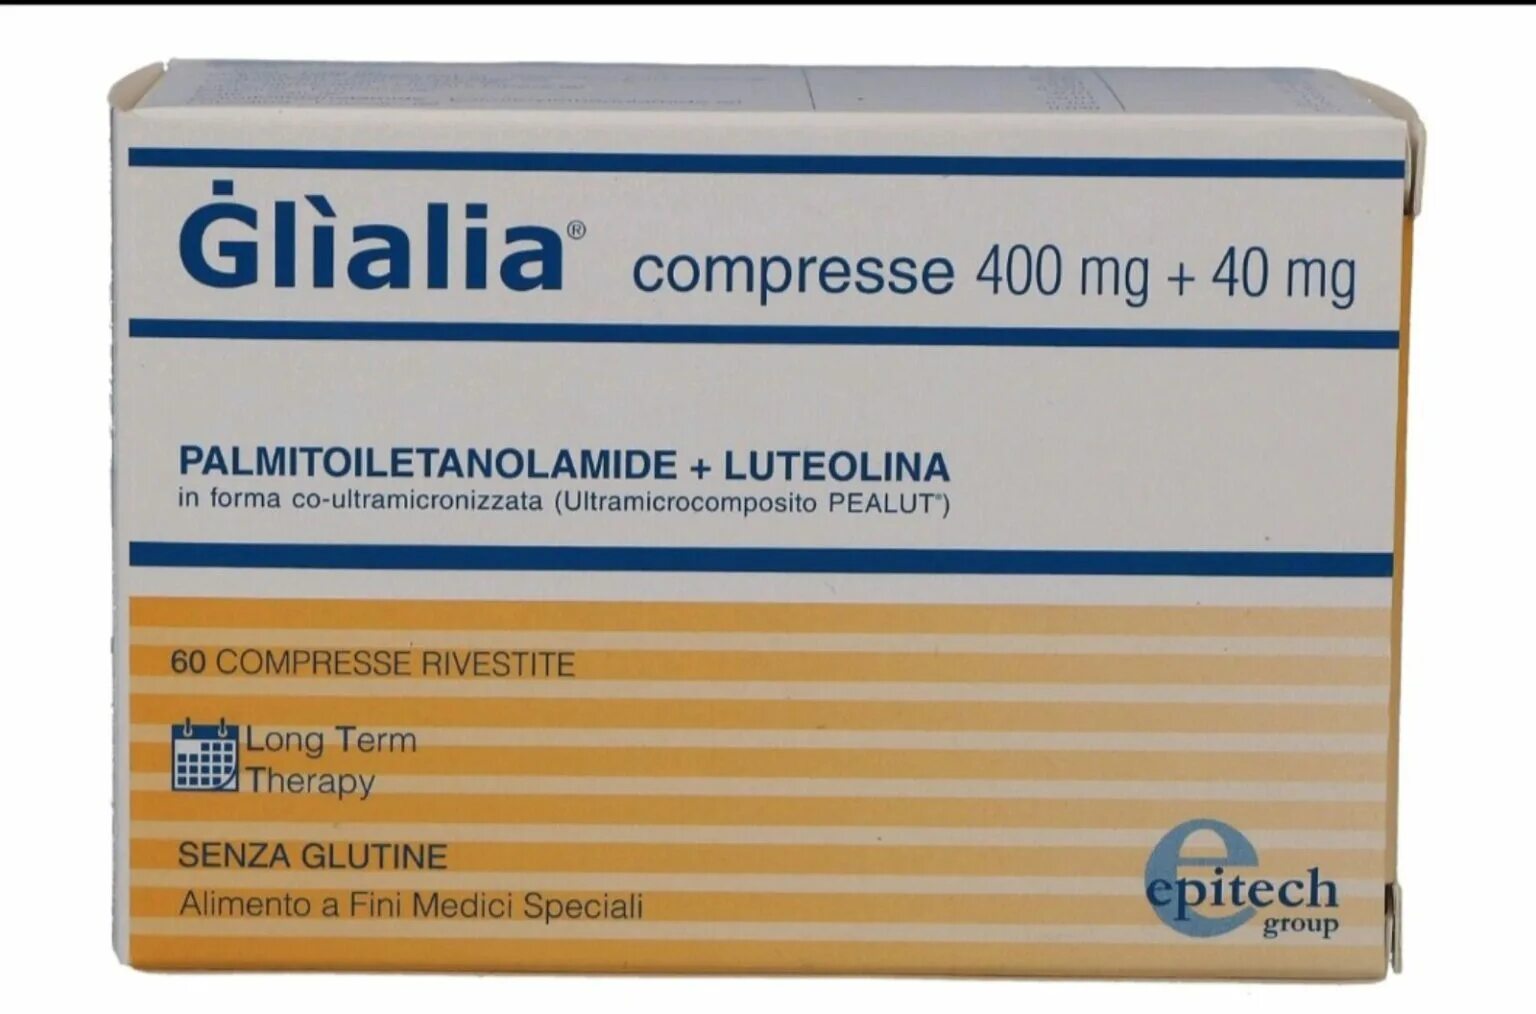 Ġlìalia® compresse 400 mg + 40 mg
PALMITOILETANOLAMIDE + LUTEOLINA
in forma co-ultramicronizzata (Ultramicrocomposito PEALUT®)
60 COMPRESSE RIVESTITE
Long Term
Therapy
SENZA GLUTINE
Alimento a Fini Medici Speciali
epitech
group